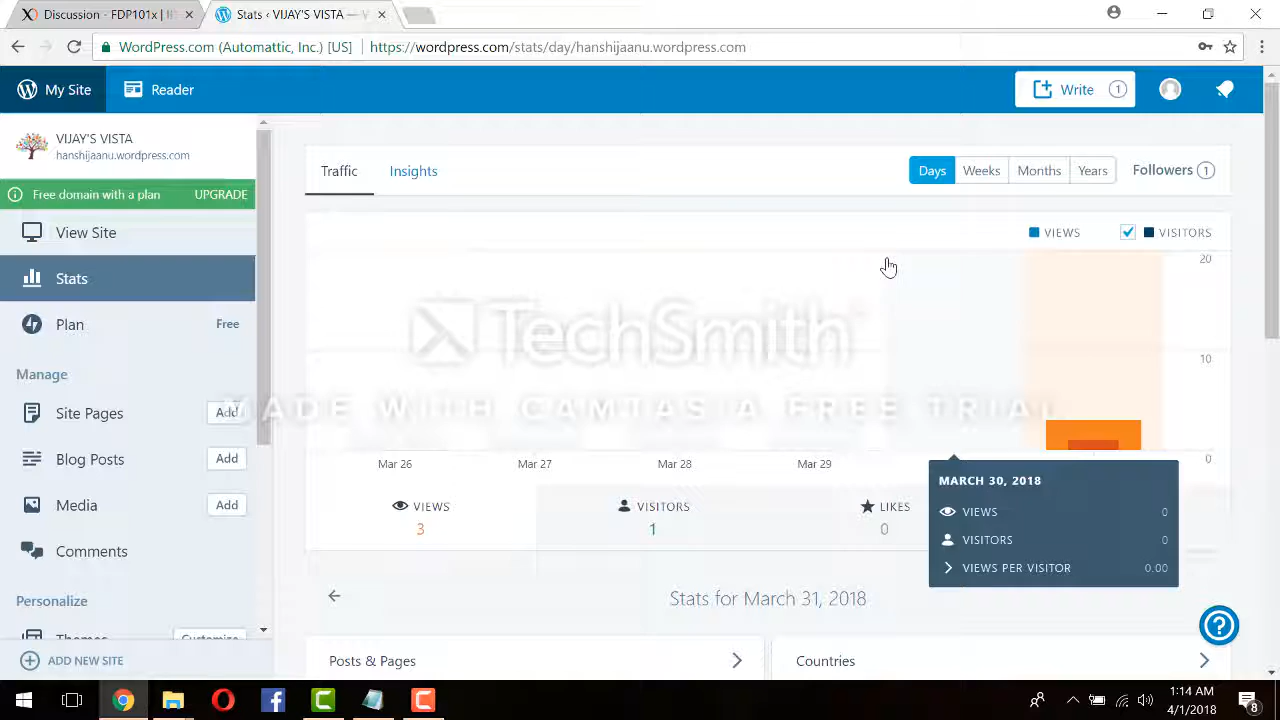 Discussion - FDP101x | II
Stats ‹ VIJAY'S VISTA —
WordPress.com (Automattic, Inc.) [US]
https://wordpress.com/stats/day/hanshijaanu.wordpress.com
My Site
Reader
Write 1
VIJAY'S VISTA
hanshijaanu.wordpress.com
Free domain with a plan
UPGRADE
View Site
Stats
Plan
Free
Manage
Site Pages
Add
Blog Posts
Add
Media
Add
Comments
Personalize
Themes
Customize
ADD NEW SITE
Traffic
Insights
Days
Weeks
Months
Years
Followers 1
VIEWS
VISITORS
20
10
0
TechSmith
MADE WITH CAMTASIA FREE TRIAL
Mar 26
Mar 27
Mar 28
Mar 29
VIEWS
3
VISITORS
1
LIKES
0
MARCH 30, 2018
VIEWS 0
VISITORS 0
VIEWS PER VISITOR 0.00
Stats for March 31, 2018
Posts & Pages
Countries
1:14 AM
4/1/2018
8